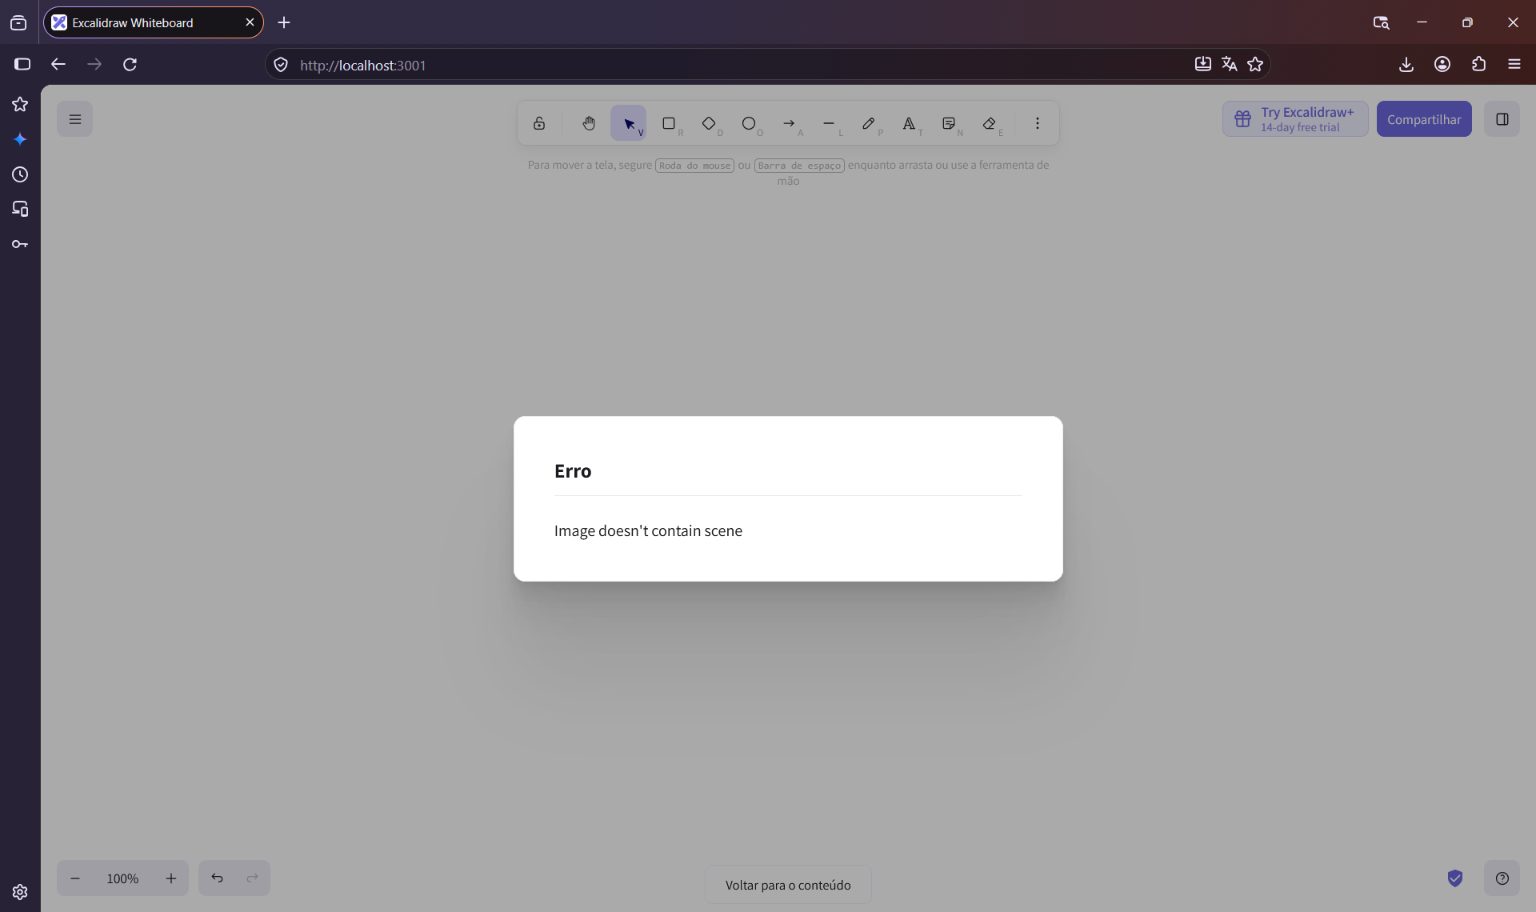 Excalidraw Whiteboard
http://localhost:3001
V
R
D
O
A
L
P
T
N
E
Try Excalidraw+
14-day free trial
Compartilhar
Para mover a tela, segure Roda do mouse ou Barra de espaço enquanto arrasta ou use a ferramenta de
mão
Erro
Image doesn't contain scene
100%
Voltar para o conteúdo